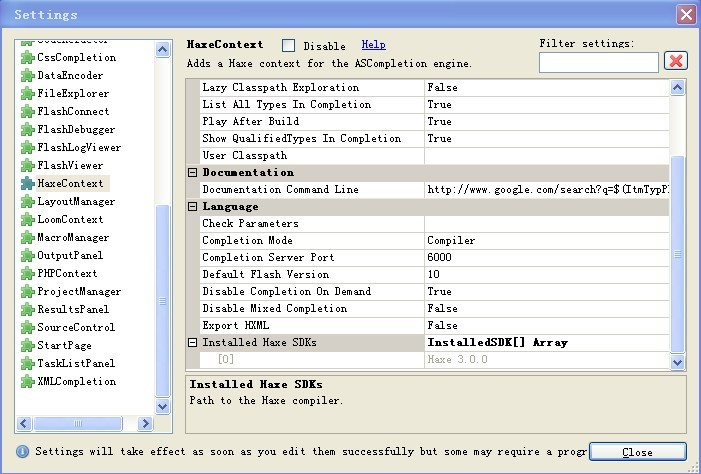 Settings
CssCompletion
DataEncoder
FileExplorer
FlashConnect
FlashDebugger
FlashLogViewer
FlashViewer
HaxeContext
LayoutManager
LoomContext
MacroManager
OutputPanel
PHPContext
ProjectManager
ResultsPanel
SourceControl
StartPage
TaskListPanel
XMLCompletion
HaxeContext Disable Help
Adds a Haxe context for the ASCompletion engine.
Filter settings:
Lazy Classpath Exploration False
List All Types In Completion True
Play After Build True
Show QualifiedTypes In Completion True
User Classpath
Documentation
Documentation Command Line http://www.google.com/search?q=$(ItmTypP
Language
Check Parameters
Completion Mode Compiler
Completion Server Port 6000
Default Flash Version 10
Disable Completion On Demand True
Disable Mixed Completion False
Export HXML False
Installed Haxe SDKs InstalledSDK[] Array
[0] Haxe 3.0.0
Installed Haxe SDKs
Path to the Haxe compiler.
Settings will take effect as soon as you edit them successfully but some may require a progr
Close